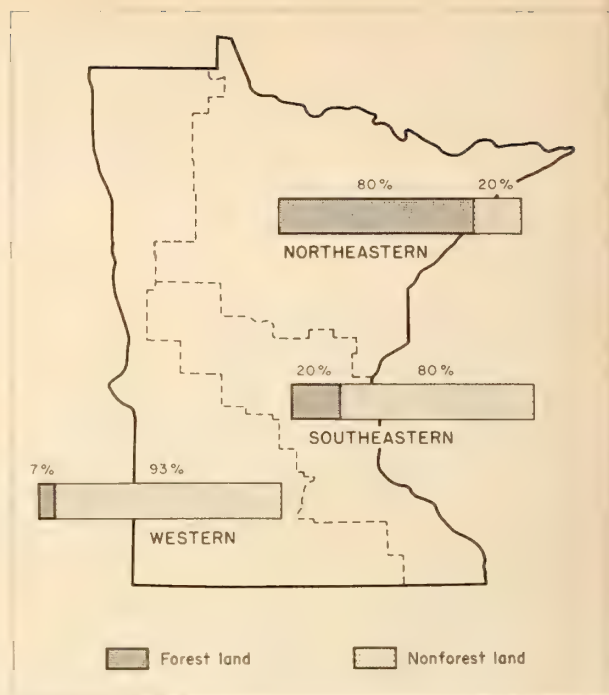 80% 20%
NORTHEASTERN
20% 80%
SOUTHEASTERN
7% 93%
WESTERN
Forest land Nonforest land